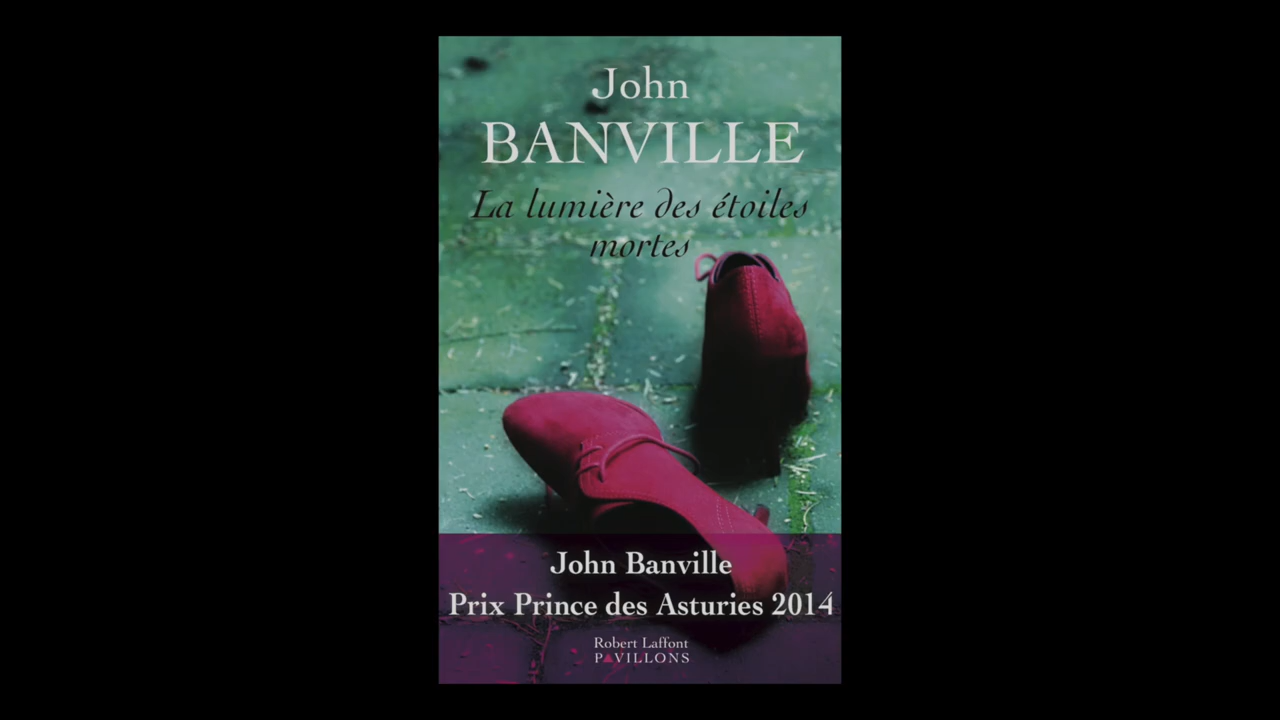 John
BANVILLE
La lumière des étoiles
mortes
John Banville
Prix Prince des Asturies 2014
Robert Laffont
PAVILLONS